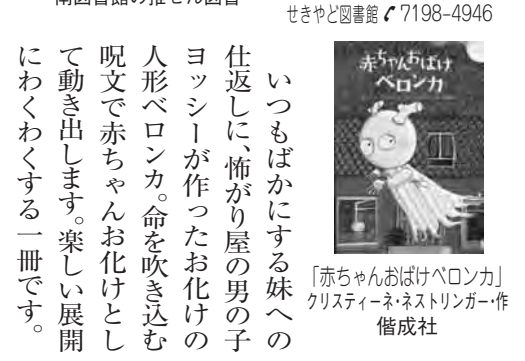 南図書館の推せん図書
せきやど図書館 7198-4946
いつもばかにする妹への
仕返しに、怖がり屋の男の子
ヨッシーが作ったお化けの
人形ベロンカ。命を吹き込む
呪文で赤ちゃんお化けとし
て動き出します。楽しい展開
にわくわくする一冊です。
赤ちゃんおばけ
ベロンカ
「赤ちゃんおばけベロンカ」
クリスティーネ・ネストリンガー・作
偕成社